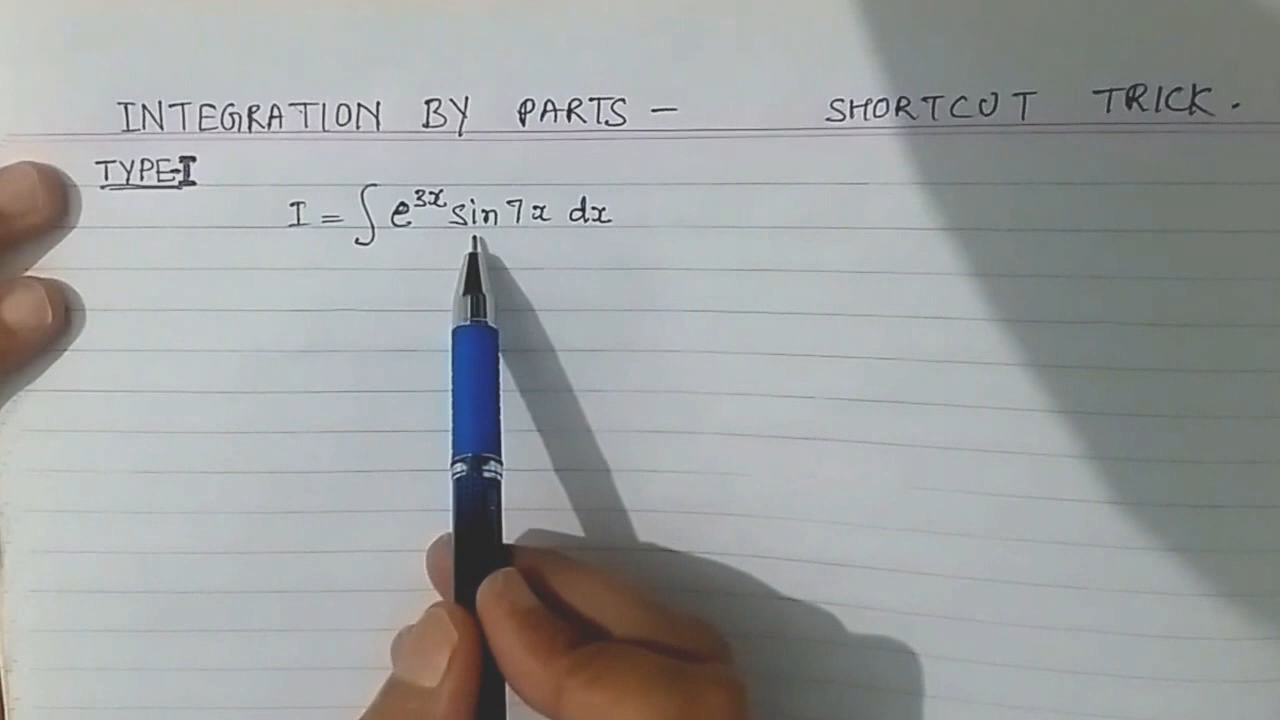 INTEGRATION BY PARTS - SHORTCUT TRICK.
TYPE-I
I = ∫ e^{3x} sin 7x dx